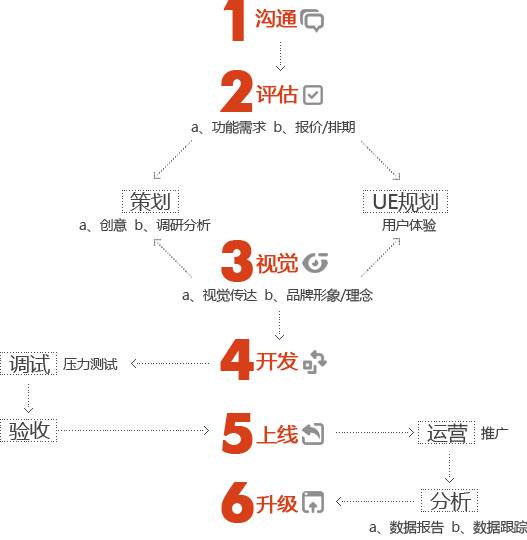 1 沟通
2 评估
a、功能需求 b、报价/排期
策划
UE规划
a、创意 b、调研分析
用户体验
3 视觉
a、视觉传达 b、品牌形象/理念
4 开发
调试 压力测试
验收
5 上线
运营 推广
6 升级
分析
a、数据报告 b、数据跟踪